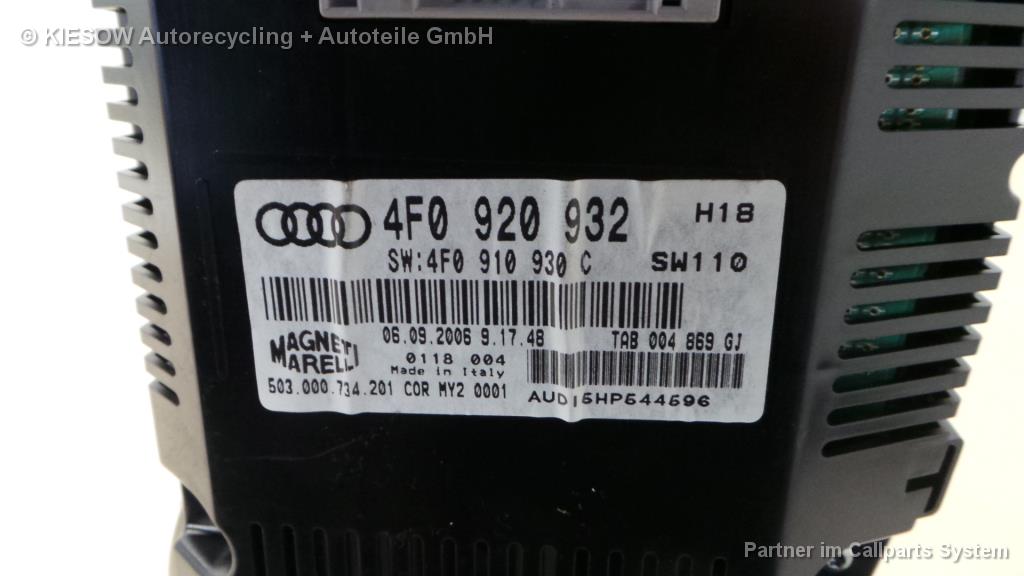 © KIESOW Autorecycling + Autoteile GmbH
4F0 920 932 H18
SW:4F0 910 930 C SW110
MAGNETI MARELLI
06.09.2006 9.17.48 TAB 004 869 GJ
0118 004
Made in Italy
503.000.734.201 COR MY2 0001
AUDI5HP544596
Partner im Callparts System